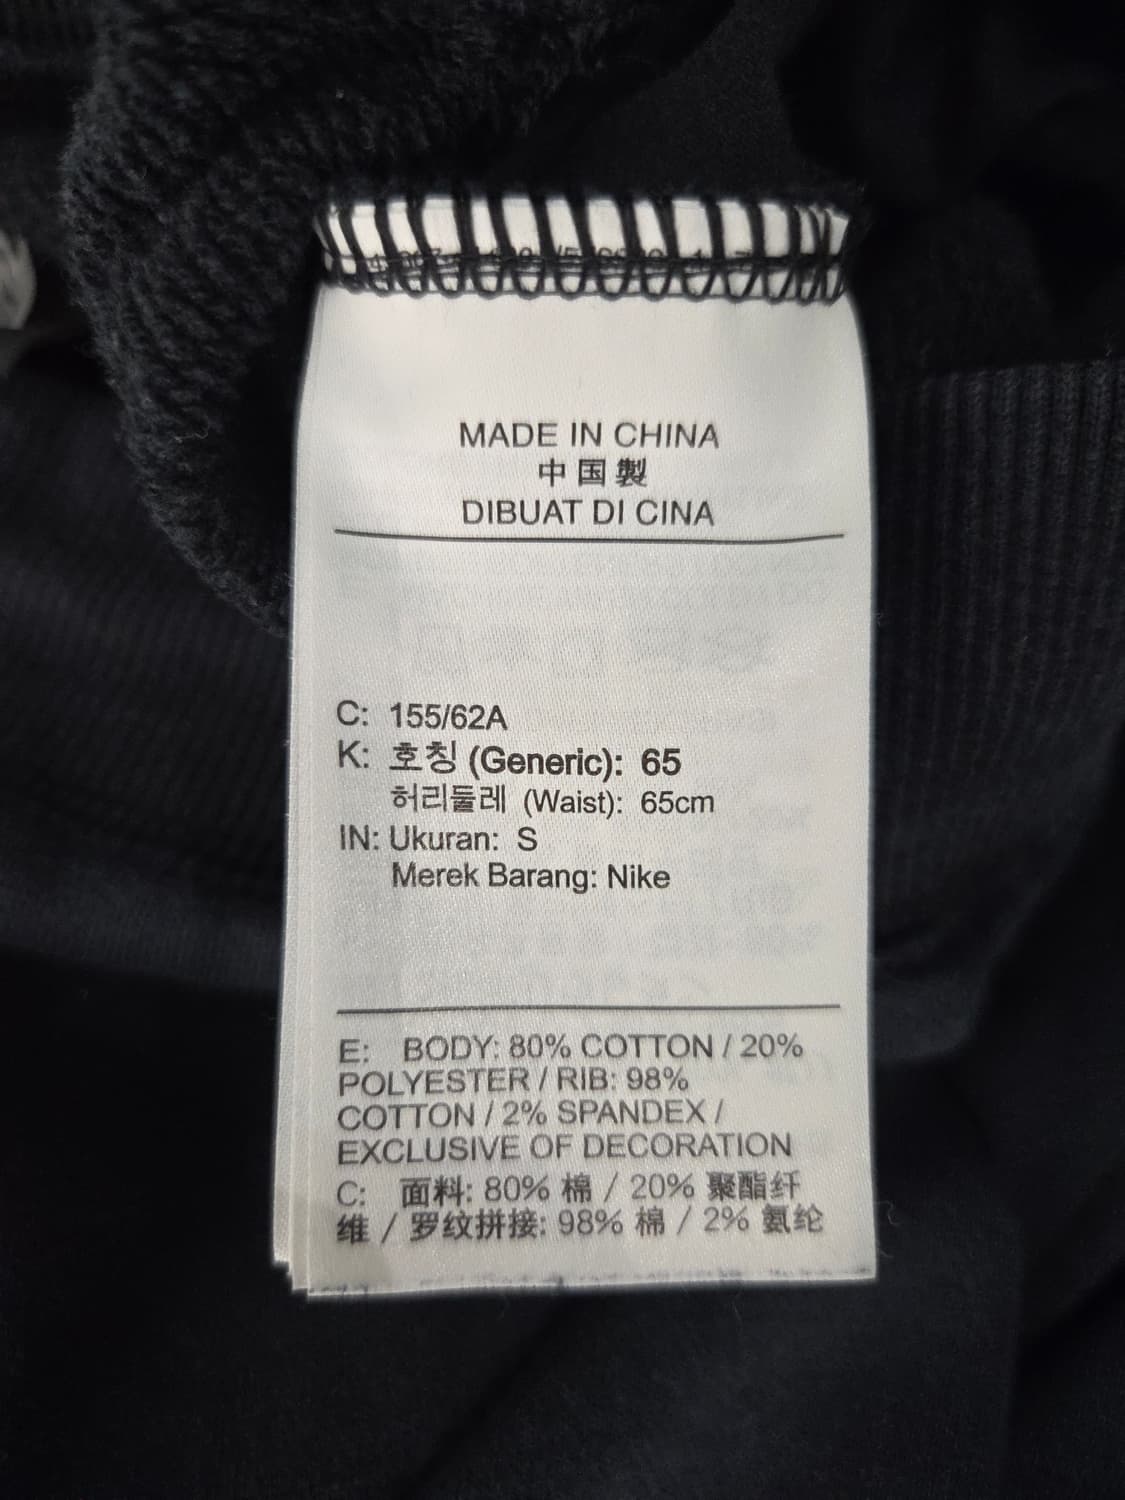 MADE IN CHINA
中国製
DIBUAT DI CINA
C: 155/62A
K: 호칭 (Generic): 65
허리둘레 (Waist): 65cm
IN: Ukuran: S
Merek Barang: Nike
E: BODY: 80% COTTON / 20%
POLYESTER / RIB: 98%
COTTON / 2% SPANDEX /
EXCLUSIVE OF DECORATION
C: 面料: 80% 棉 / 20% 聚酯纤
维 / 罗纹拼接: 98% 棉 / 2% 氨纶